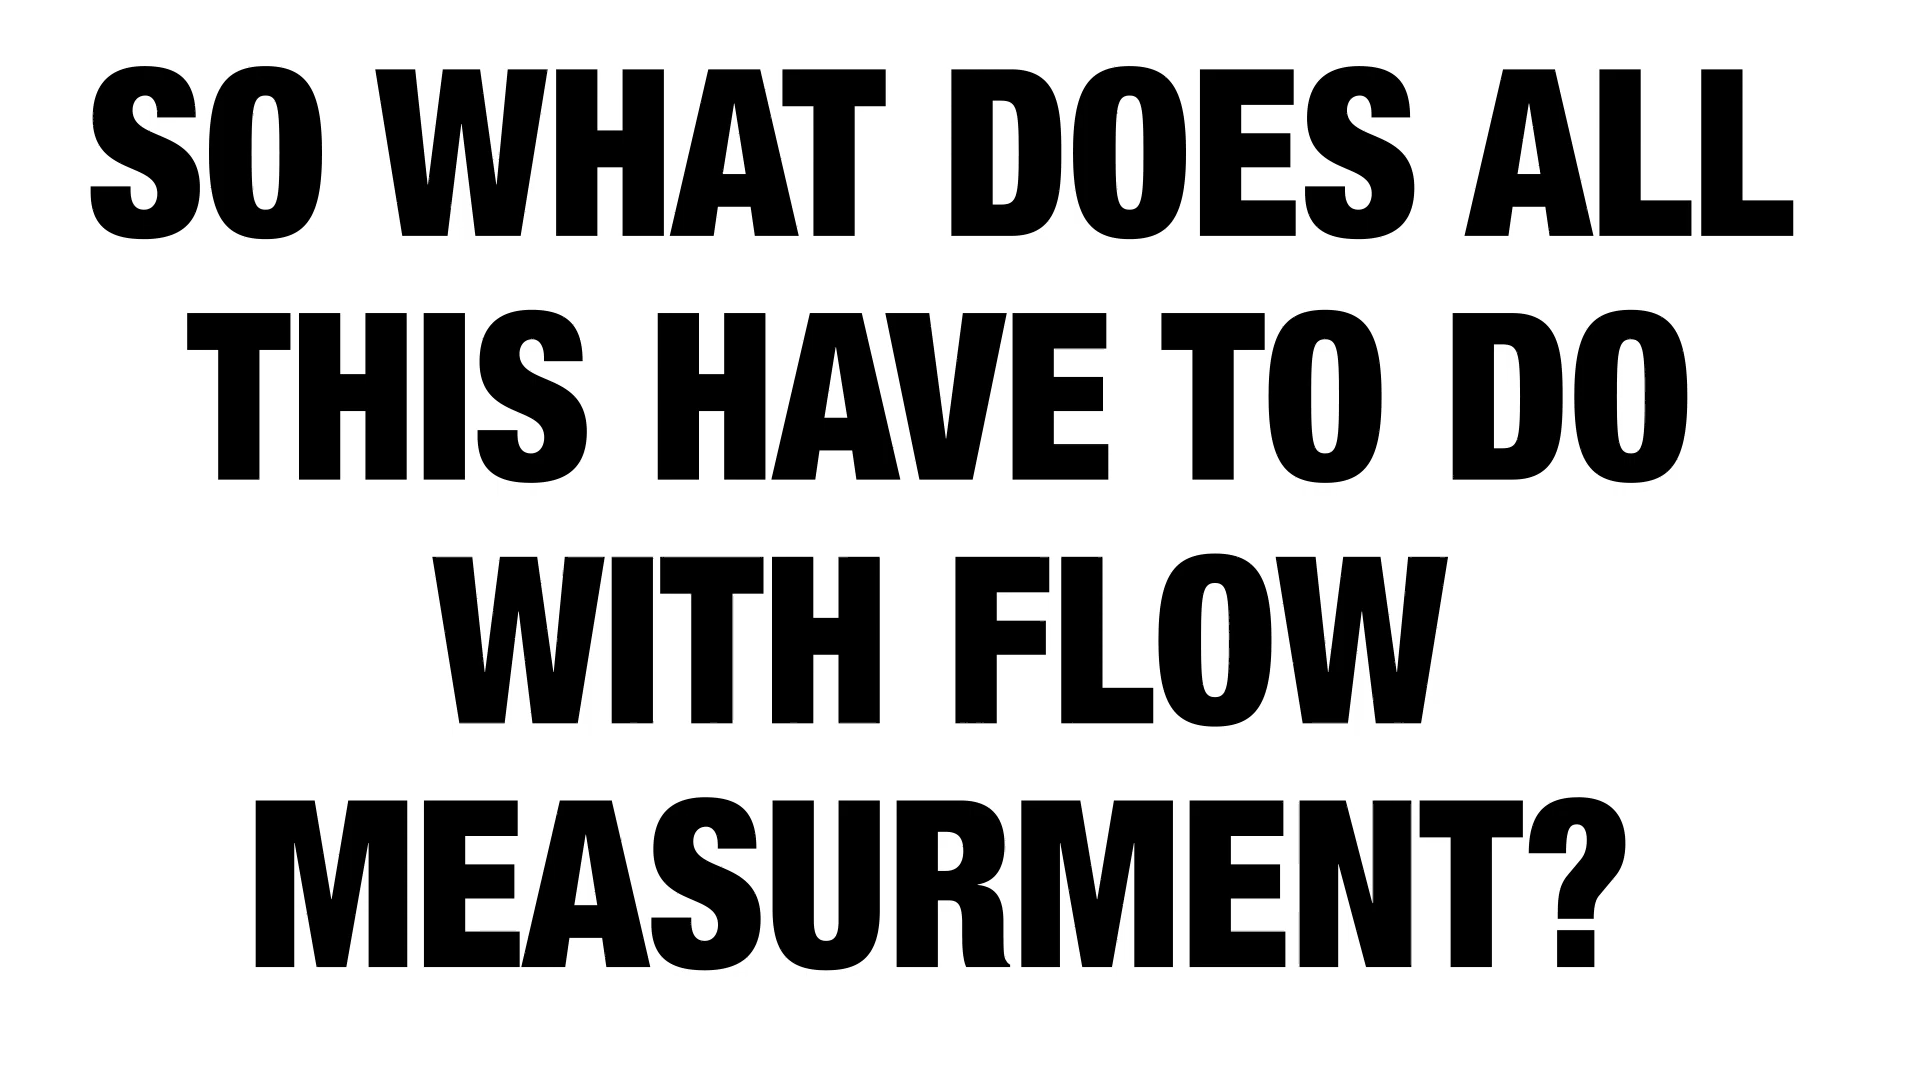 SO WHAT DOES ALL
THIS HAVE TO DO
WITH FLOW
MEASURMENT?